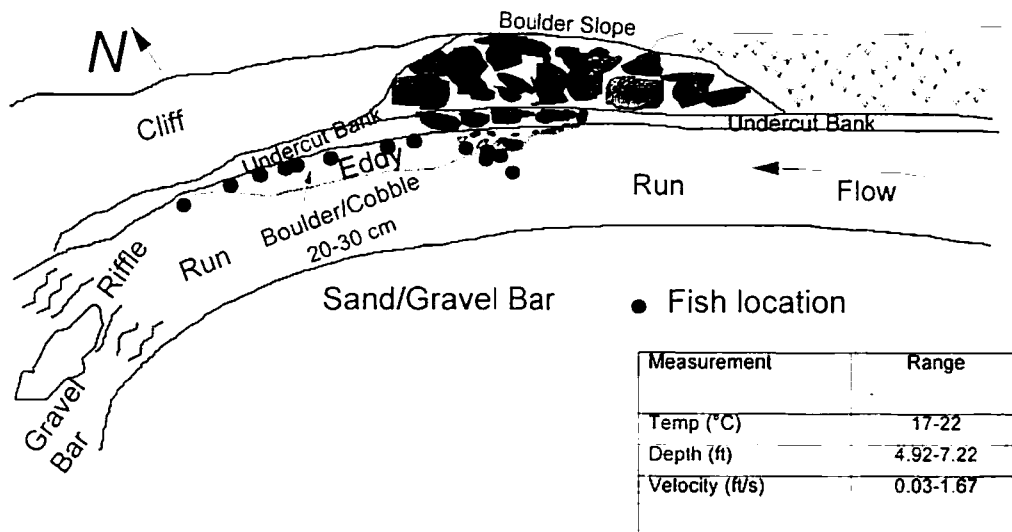 Boulder Slope
N
Cliff
Undercut Bank
Undercut Bank
Eddy
Run
Flow
Boulder/Cobble
20-30 cm
Run
Riffle
Sand/Gravel Bar
Fish location
Gravel
Bar
Measurement Range
Temp (°C) 17-22
Depth (ft) 4.92-7.22
Velocity (ft/s) 0.03-1.67